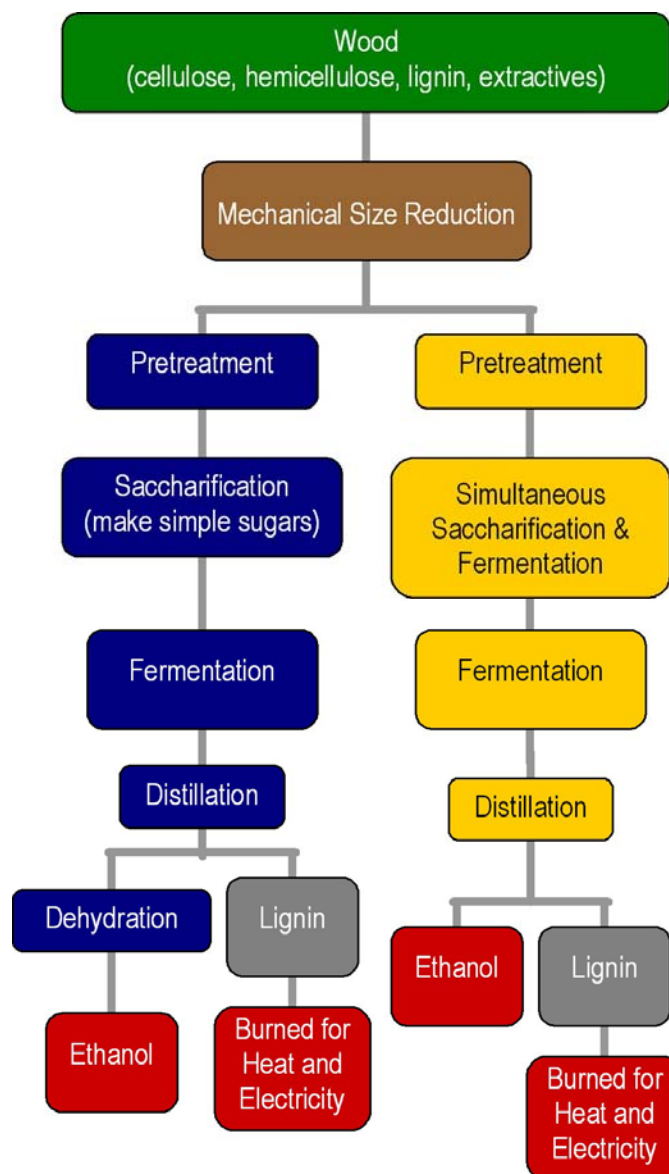 Wood
(cellulose, hemicellulose, lignin, extractives)
Mechanical Size Reduction
Pretreatment
Pretreatment
Saccharification
(make simple sugars)
Simultaneous
Saccharification &
Fermentation
Fermentation
Fermentation
Distillation
Distillation
Dehydration
Lignin
Ethanol
Lignin
Ethanol
Burned for
Heat and
Electricity
Burned for
Heat and
Electricity